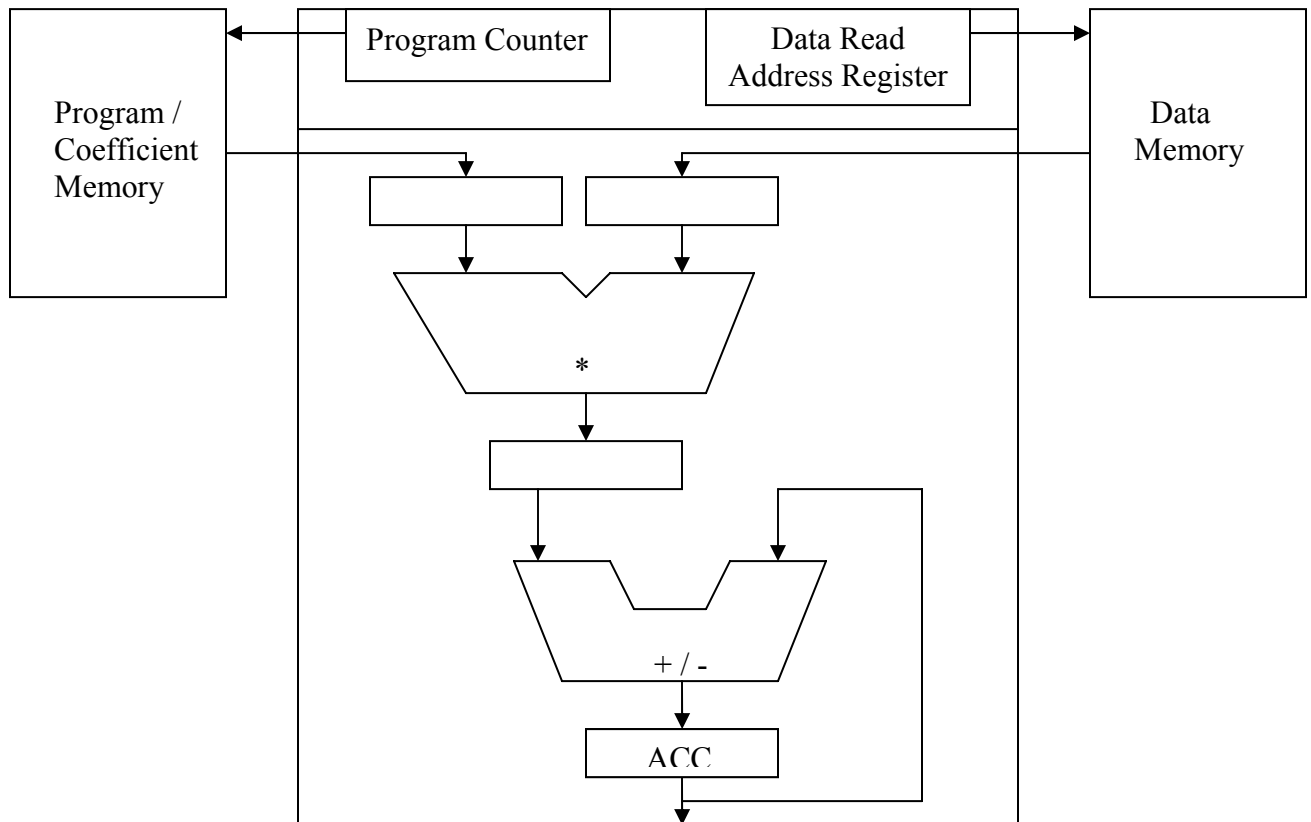 Program Counter
Data Read
Address Register
Program /
Coefficient
Memory
Data
Memory
*
+ / -
ACC